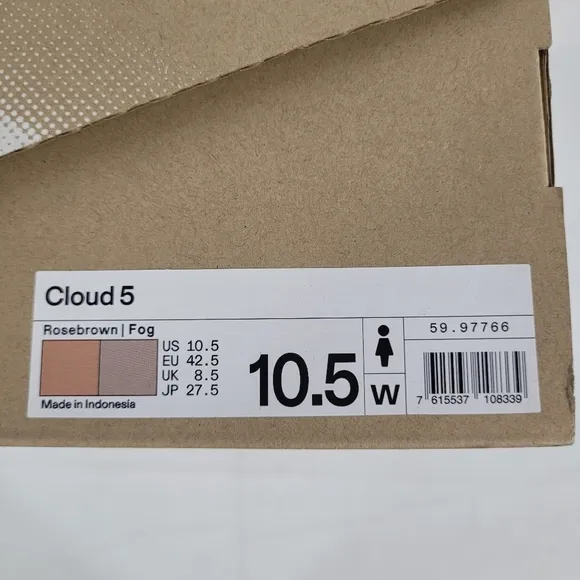 Cloud 5
Rosebrown | Fog
US 10.5
EU 42.5
UK 8.5
JP 27.5
Made in Indonesia
10.5
W
59.97766
7 615537 108339